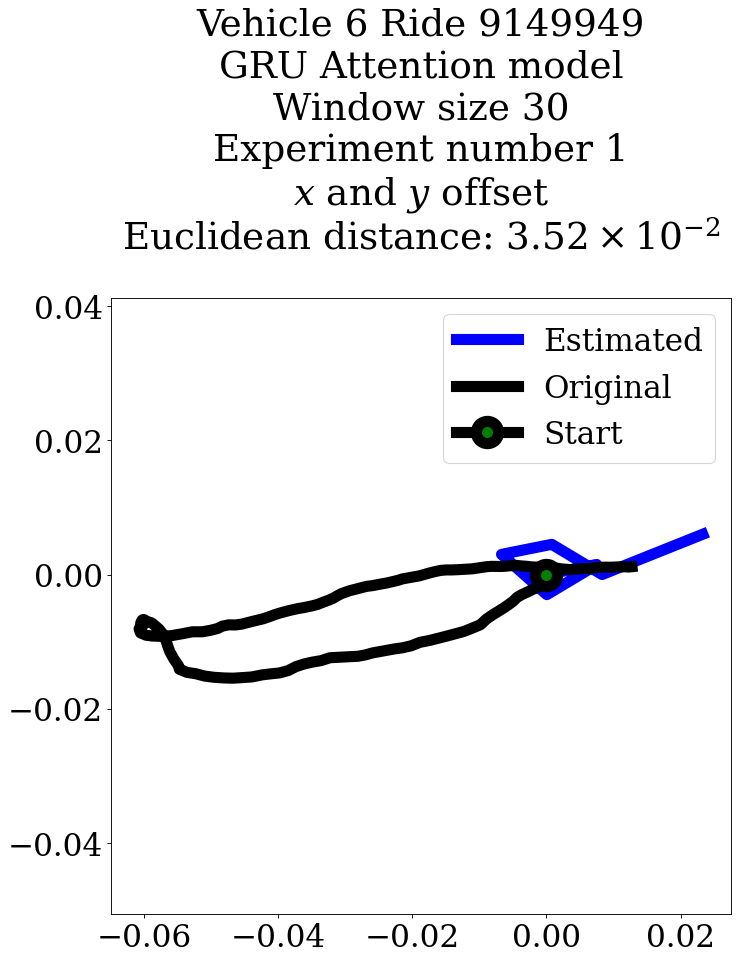 Vehicle 6 Ride 9149949
GRU Attention model
Window size 30
Experiment number 1
x and y offset
Euclidean distance: 3.52 × 10⁻²
0.04
0.02
0.00
−0.02
−0.04
Estimated
Original
Start
−0.06 −0.04 −0.02 0.00 0.02